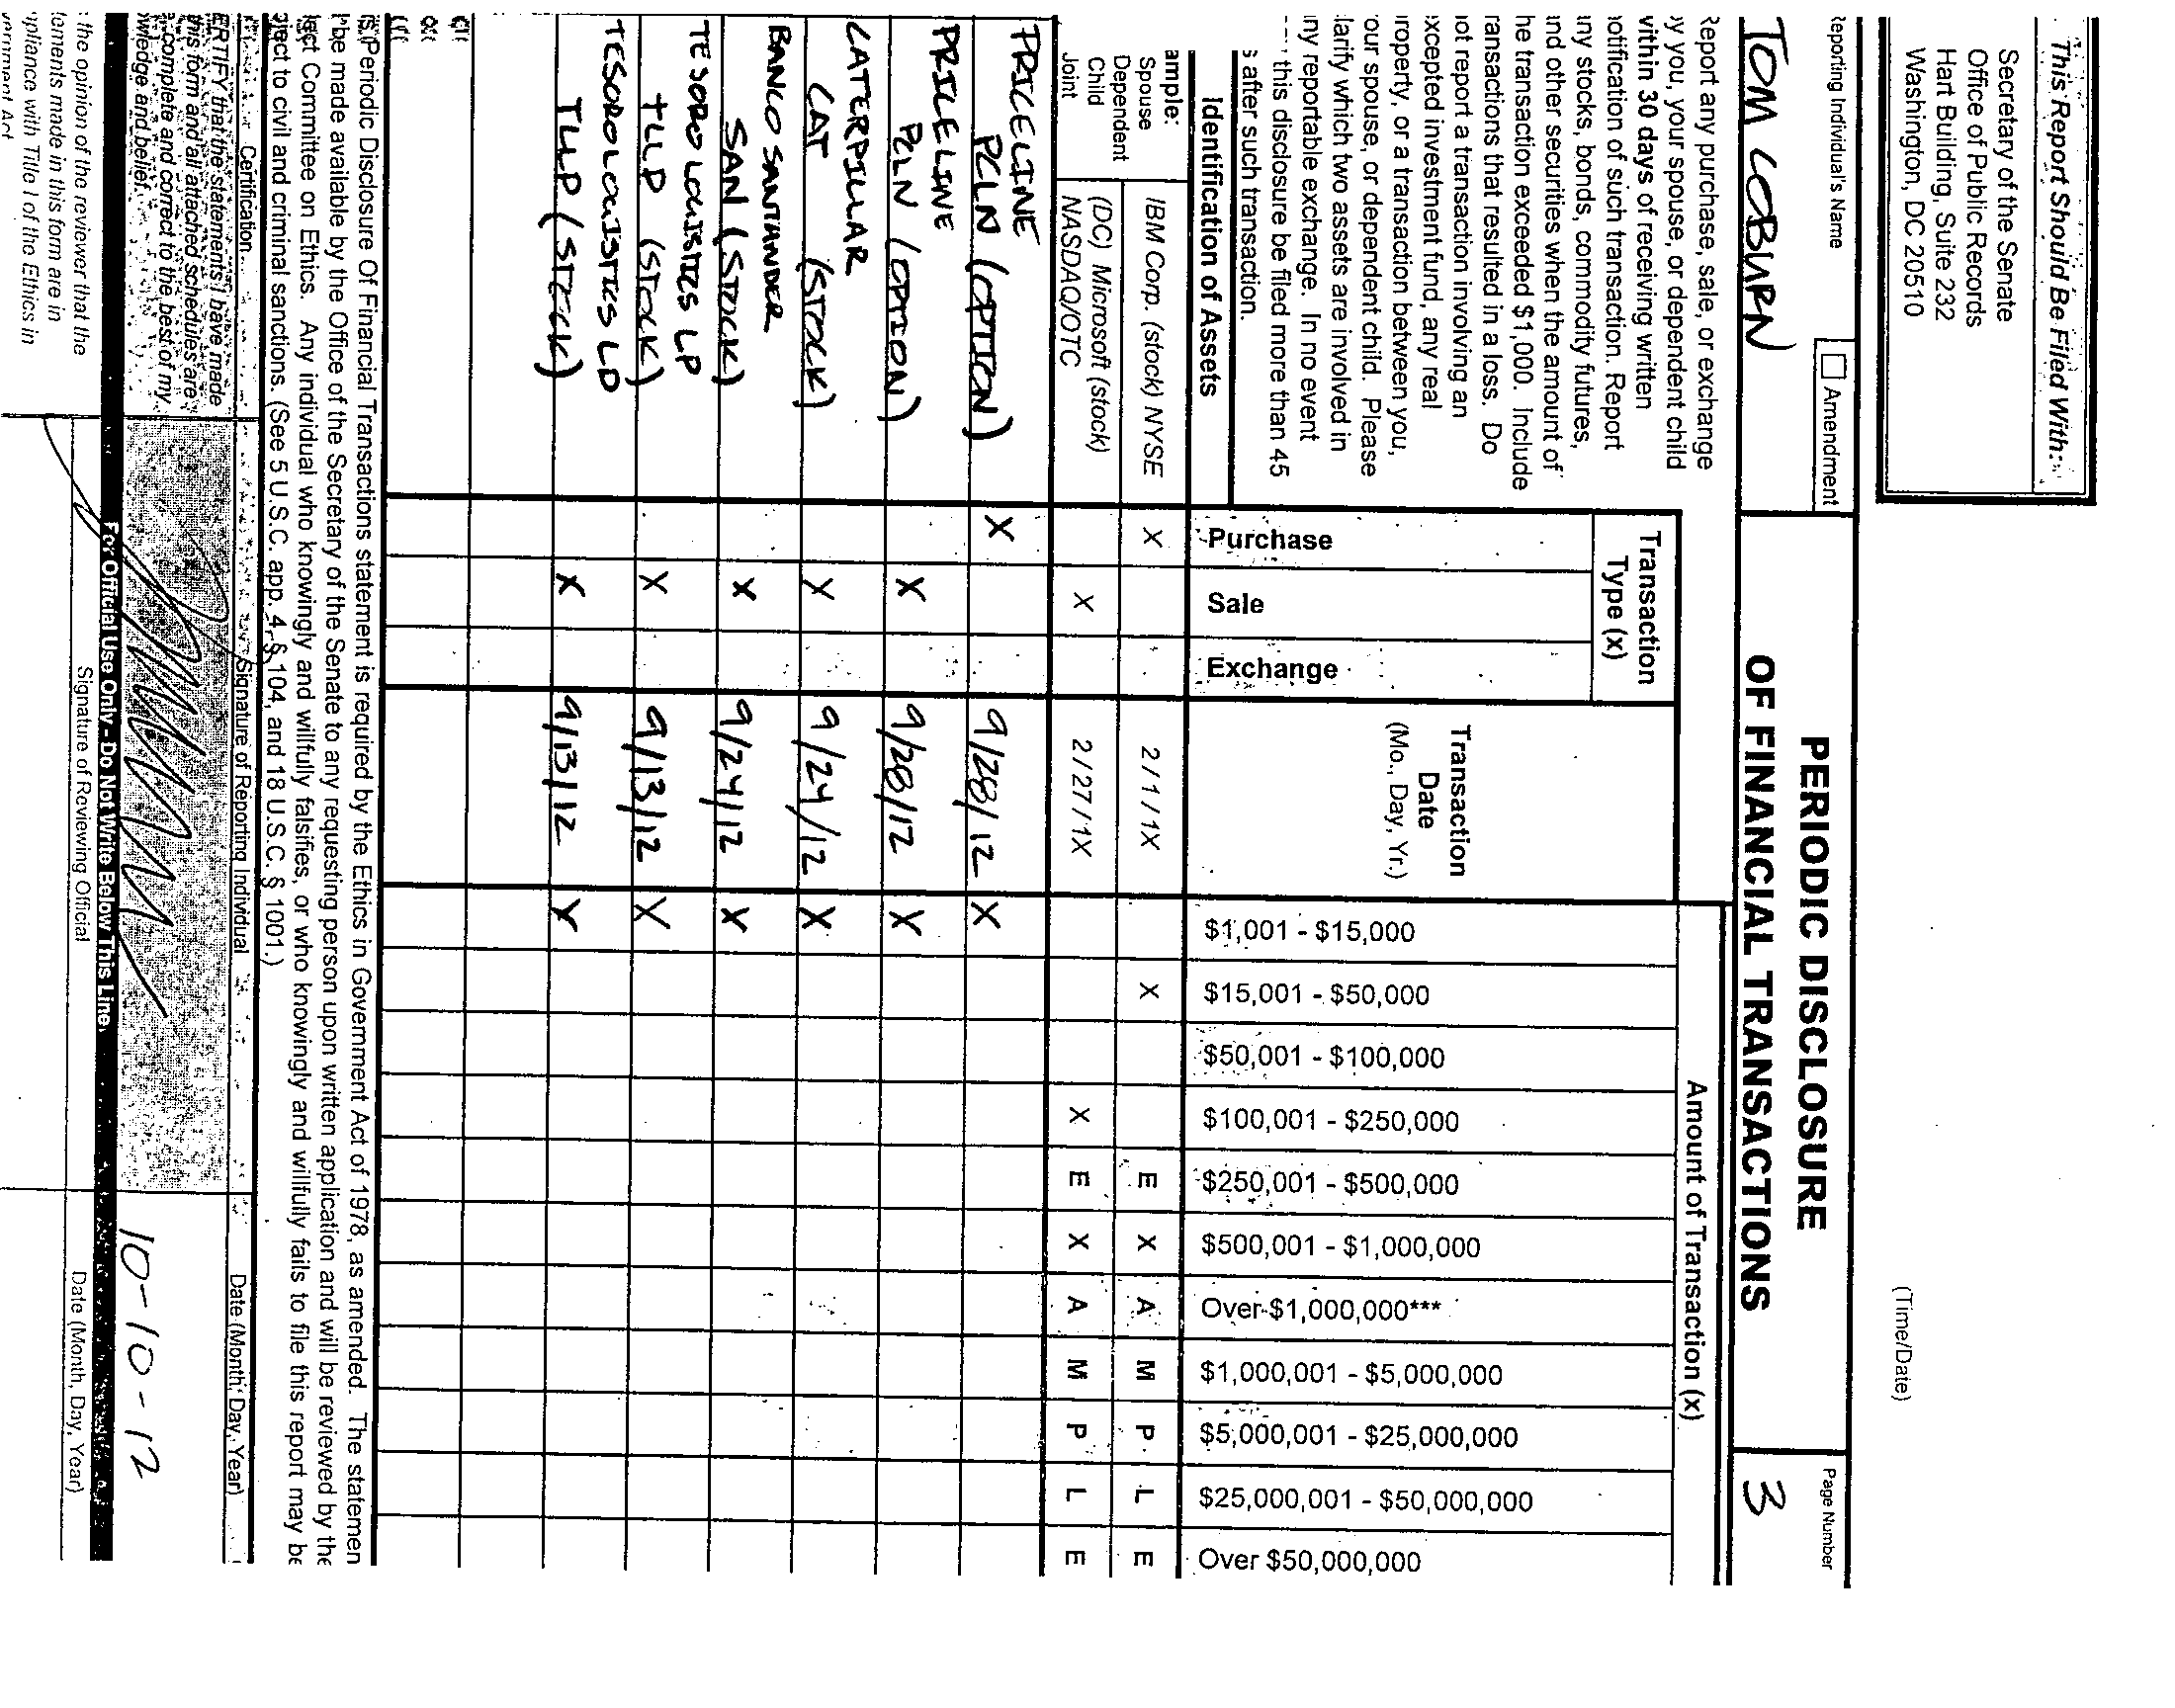 This Report Should Be Filed With:
Secretary of the Senate
Office of Public Records
Hart Building, Suite 232
Washington, DC 20510
(Time/Date)
Reporting Individual's Name
TOM COBURN
Amendment
PERIODIC DISCLOSURE
OF FINANCIAL TRANSACTIONS
Page Number
3
Report any purchase, sale, or exchange
by you, your spouse, or dependent child
within 30 days of receiving written
notification of such transaction. Report
any stocks, bonds, commodity futures,
and other securities when the amount of
the transaction exceeded $1,000. Include
transactions that resulted in a loss. Do
not report a transaction involving an
excepted investment fund, any real
property, or a transaction between you,
your spouse, or dependent child. Please
clarify which two assets are involved in
any reportable exchange. In no event
this disclosure be filed more than 45
s after such transaction.
Identification of Assets
Transaction
Type (x)
Purchase
Sale
Exchange
Transaction
Date
(Mo., Day, Yr.)
Amount of Transaction (x)
$1,001 - $15,000
$15,001 - $50,000
$50,001 - $100,000
$100,001 - $250,000
$250,001 - $500,000
$500,001 - $1,000,000
Over $1,000,000***
$1,000,001 - $5,000,000
$5,000,001 - $25,000,000
$25,000,001 - $50,000,000
Over $50,000,000
ample:
Spouse
Dependent
Child
Joint
IBM Corp. (stock) NYSE X 2/1/1X X E X A M P L E
(DC) Microsoft (stock)
NASDAQ/OTC X 2/27/1X X E X A M P L E
PRICELINE
PCLN (OPTION) X 9/28/12 X
PRICELINE
PCLN (OPTION) X 9/28/12 X
CATERPILLAR
CAT (STOCK) X 9/24/12 X
BANCO SANTANDER
SAN (STOCK) X 9/24/12 X
TESORO LOGISTICS LP
TLLP (STOCK) X 9/13/12 X
TESORO LOGISTICS LP
TLLP (STOCK) X 9/13/12 X
is Periodic Disclosure Of Financial Transactions statement is required by the Ethics in Government Act of 1978, as amended. The statemen
be made available by the Office of the Secretary of the Senate to any requesting person upon written application and will be reviewed by the
ect Committee on Ethics. Any individual who knowingly and willfully falsifies, or who knowingly and willfully fails to file this report may be
ject to civil and criminal sanctions. (See 5 U.S.C. app. 4, § 104, and 18 U.S.C. § 1001.)
Certification
Signature of Reporting Individual
Date (Month, Day, Year)
ERTIFY that the statements I have made
this form and all attached schedules are
complete and correct to the best of my
wledge and belief.
10-10-12
For Official Use Only - Do Not Write Below This Line
the opinion of the reviewer that the
tements made in this form are in
mpliance with Title I of the Ethics in
vernment Act
Signature of Reviewing Official
Date (Month, Day, Year)